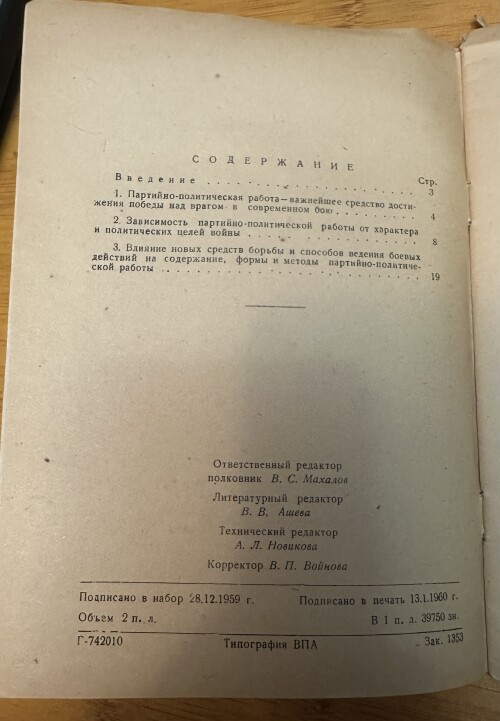 СОДЕРЖАНИЕ
Стр.
Введение . . . . . . . . . . . . . . . . . . 3
1. Партийно-политическая работа—важнейшее средство дости-
жения победы над врагом в современном бою . . . . . . . . 4
2. Зависимость партийно-политической работы от характера
и политических целей войны . . . . . . . . . . . . . . 8
3. Влияние новых средств борьбы и способов ведения боевых
действий на содержание, формы и методы партийно-политиче-
ской работы . . . . . . . . . . . . . . . . . . . . . 19
Ответственный редактор
полковник В. С. Махалов
Литературный редактор
В. В. Ашева
Технический редактор
А. Л. Новикова
Корректор В. П. Войнова
Подписано в набор 28.12.1959 г. Подписано в печать 13.1.1960 г.
Объем 2 п. л. В 1 п. л. 39750 зн.
Г-742010 Типография ВПА Зак. 1353